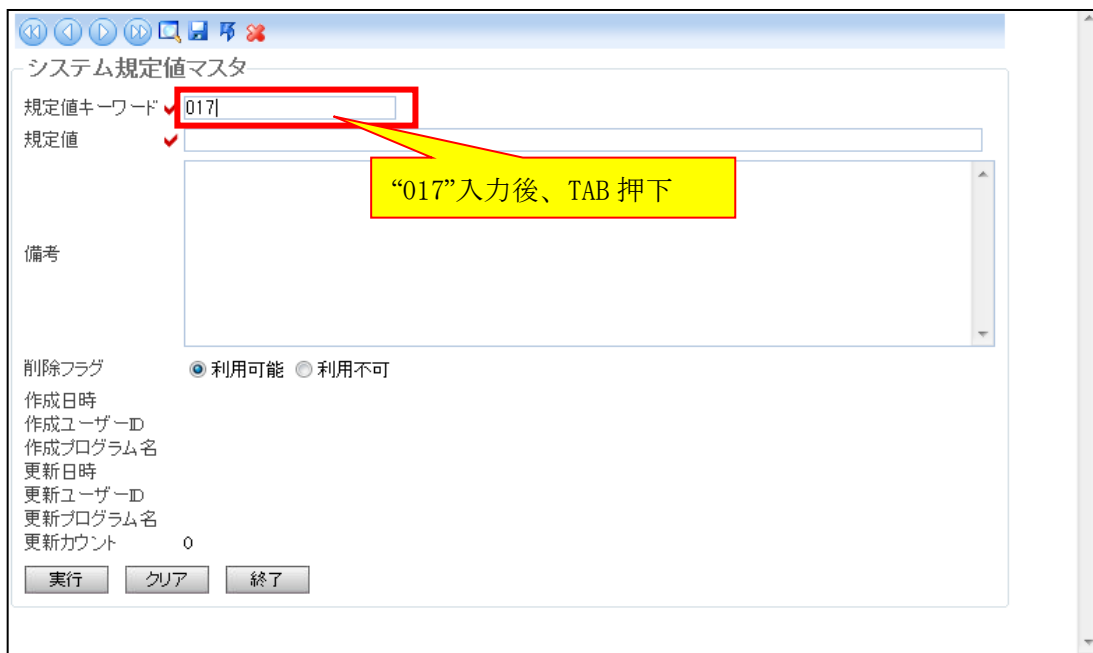 システム規定値マスタ
規定値キーワード 017
規定値
“017”入力後、TAB 押下
備考
削除フラグ 利用可能 利用不可
作成日時
作成ユーザーID
作成プログラム名
更新日時
更新ユーザーID
更新プログラム名
更新カウント 0
実行 クリア 終了